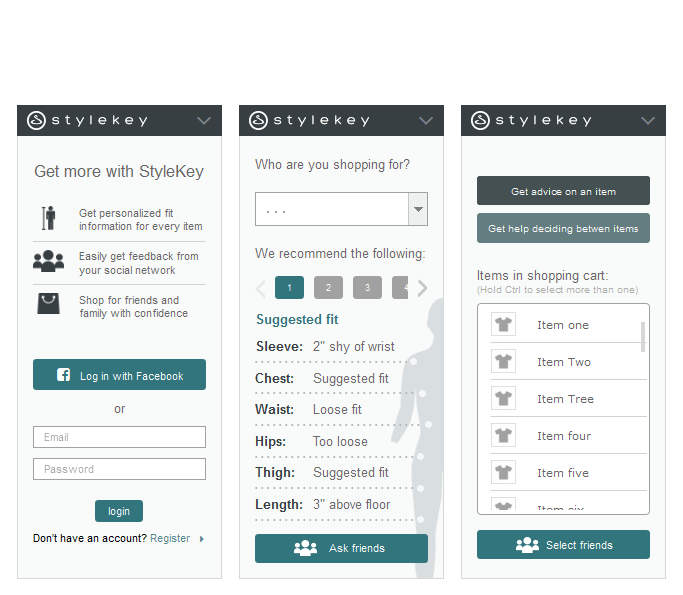 stylekey
Get more with StyleKey
Get personalized fit
information for every item
Easily get feedback from
your social network
Shop for friends and
family with confidence
Log in with Facebook
or
Email
Password
login
Don't have an account? Register
stylekey
Who are you shopping for?
...
We recommend the following:
1 2 3 4
Suggested fit
Sleeve: 2" shy of wrist
Chest: Suggested fit
Waist: Loose fit
Hips: Too loose
Thigh: Suggested fit
Length: 3" above floor
Ask friends
stylekey
Get advice on an item
Get help deciding betwen items
Items in shopping cart:
(Hold Ctrl to select more than one)
Item one
Item Two
Item Tree
Item four
Item five
Item six
Select friends